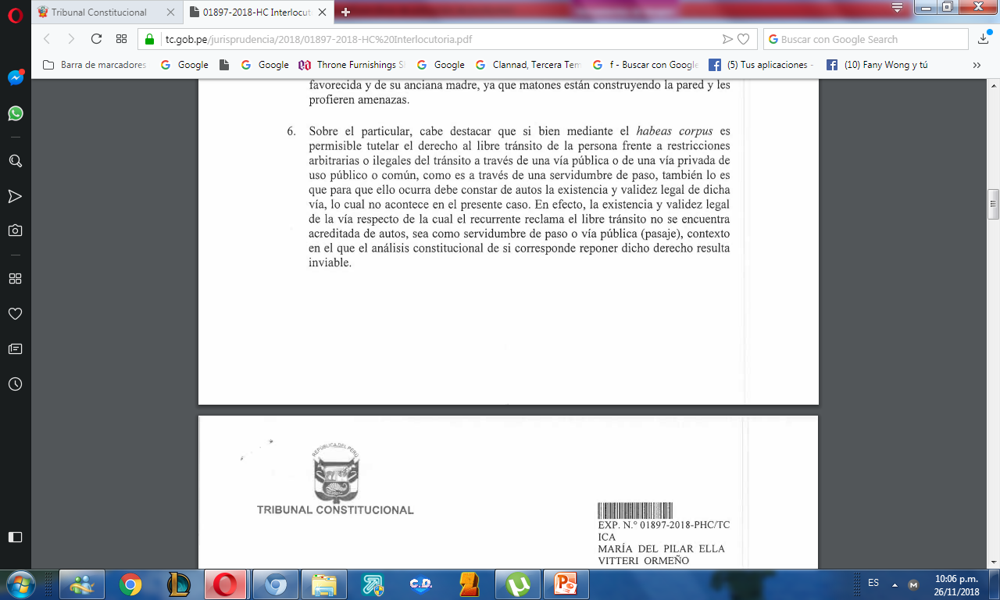 Tribunal Constitucional
01897-2018-HC Interlocut
tc.gob.pe/jurisprudencia/2018/01897-2018-HC%20Interlocutoria.pdf
Buscar con Google Search
Barra de marcadores
Google
Google
Throne Furnishings S
Google
Clannad, Tercera Tem
f - Buscar con Google
(5) Tus aplicaciones -
(10) Fany Wong y tú
favorecida y de su anciana madre, ya que matones están construyendo la pared y les
profieren amenazas.
6. Sobre el particular, cabe destacar que si bien mediante el habeas corpus es
permisible tutelar el derecho al libre tránsito de la persona frente a restricciones
arbitrarias o ilegales del tránsito a través de una vía pública o de una vía privada de
uso público o común, como es a través de una servidumbre de paso, también lo es
que para que ello ocurra debe constar de autos la existencia y validez legal de dicha
vía, lo cual no acontece en el presente caso. En efecto, la existencia y validez legal
de la vía respecto de la cual el recurrente reclama el libre tránsito no se encuentra
acreditada de autos, sea como servidumbre de paso o vía pública (pasaje), contexto
en el que el análisis constitucional de si corresponde reponer dicho derecho resulta
inviable.
REPÚBLICA DEL PERÚ
TRIBUNAL CONSTITUCIONAL
EXP. N.° 01897-2018-PHC/TC
ICA
MARÍA DEL PILAR ELLA
VITTERI ORMEÑO
C.D.
ES
10:06 p.m.
26/11/2018